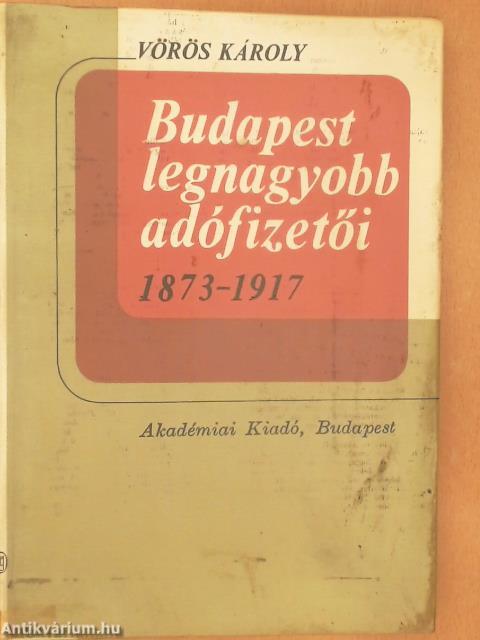 VÖRÖS KÁROLY
Budapest
legnagyobb
adófizetői
1873-1917
Akadémiai Kiadó, Budapest
Antikvárium.hu